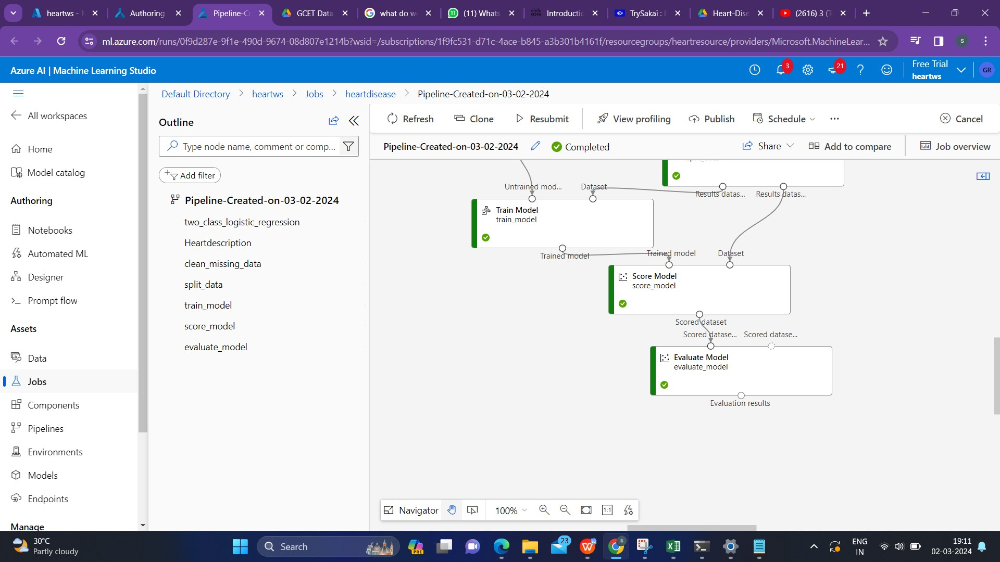 heartws - M
Authoring
Pipeline-Cr
GCET Data
what do we
(11) Whats
Introductio
TrySakai : I
Heart-Dise
(2616) 3 (T
ml.azure.com/runs/0f9d287e-9f1e-490d-9674-08d807e1214b?wsid=/subscriptions/1f9fc531-d71c-4ace-b845-a3b301b4161f/resourcegroups/heartresource/providers/Microsoft.MachineLear...
S
Azure AI | Machine Learning Studio
3
21
Free Trial
heartws
GR
All workspaces
Home
Model catalog
Authoring
Notebooks
Automated ML
Designer
Prompt flow
Assets
Data
Jobs
Components
Pipelines
Environments
Models
Endpoints
Manage
Default Directory > heartws > Jobs > heartdisease > Pipeline-Created-on-03-02-2024
Outline
Type node name, comment or comp...
Add filter
Pipeline-Created-on-03-02-2024
two_class_logistic_regression
Heartdescription
clean_missing_data
split_data
train_model
score_model
evaluate_model
Refresh
Clone
Resubmit
View profiling
Publish
Schedule
Cancel
Pipeline-Created-on-03-02-2024
Completed
Share
Add to compare
Job overview
split_data
Untrained mod...
Dataset
Results datas...
Results datas...
Train Model
train_model
Trained model
Trained model
Dataset
Score Model
score_model
Scored dataset
Scored datase...
Scored datase...
Evaluate Model
evaluate_model
Evaluation results
Navigator
100%
1:1
30°C
Partly cloudy
Search
PRE
23
S
ENG
IN
19:11
02-03-2024